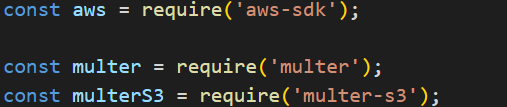 const aws = require('aws-sdk');
const multer = require('multer');
const multerS3 = require('multer-s3');